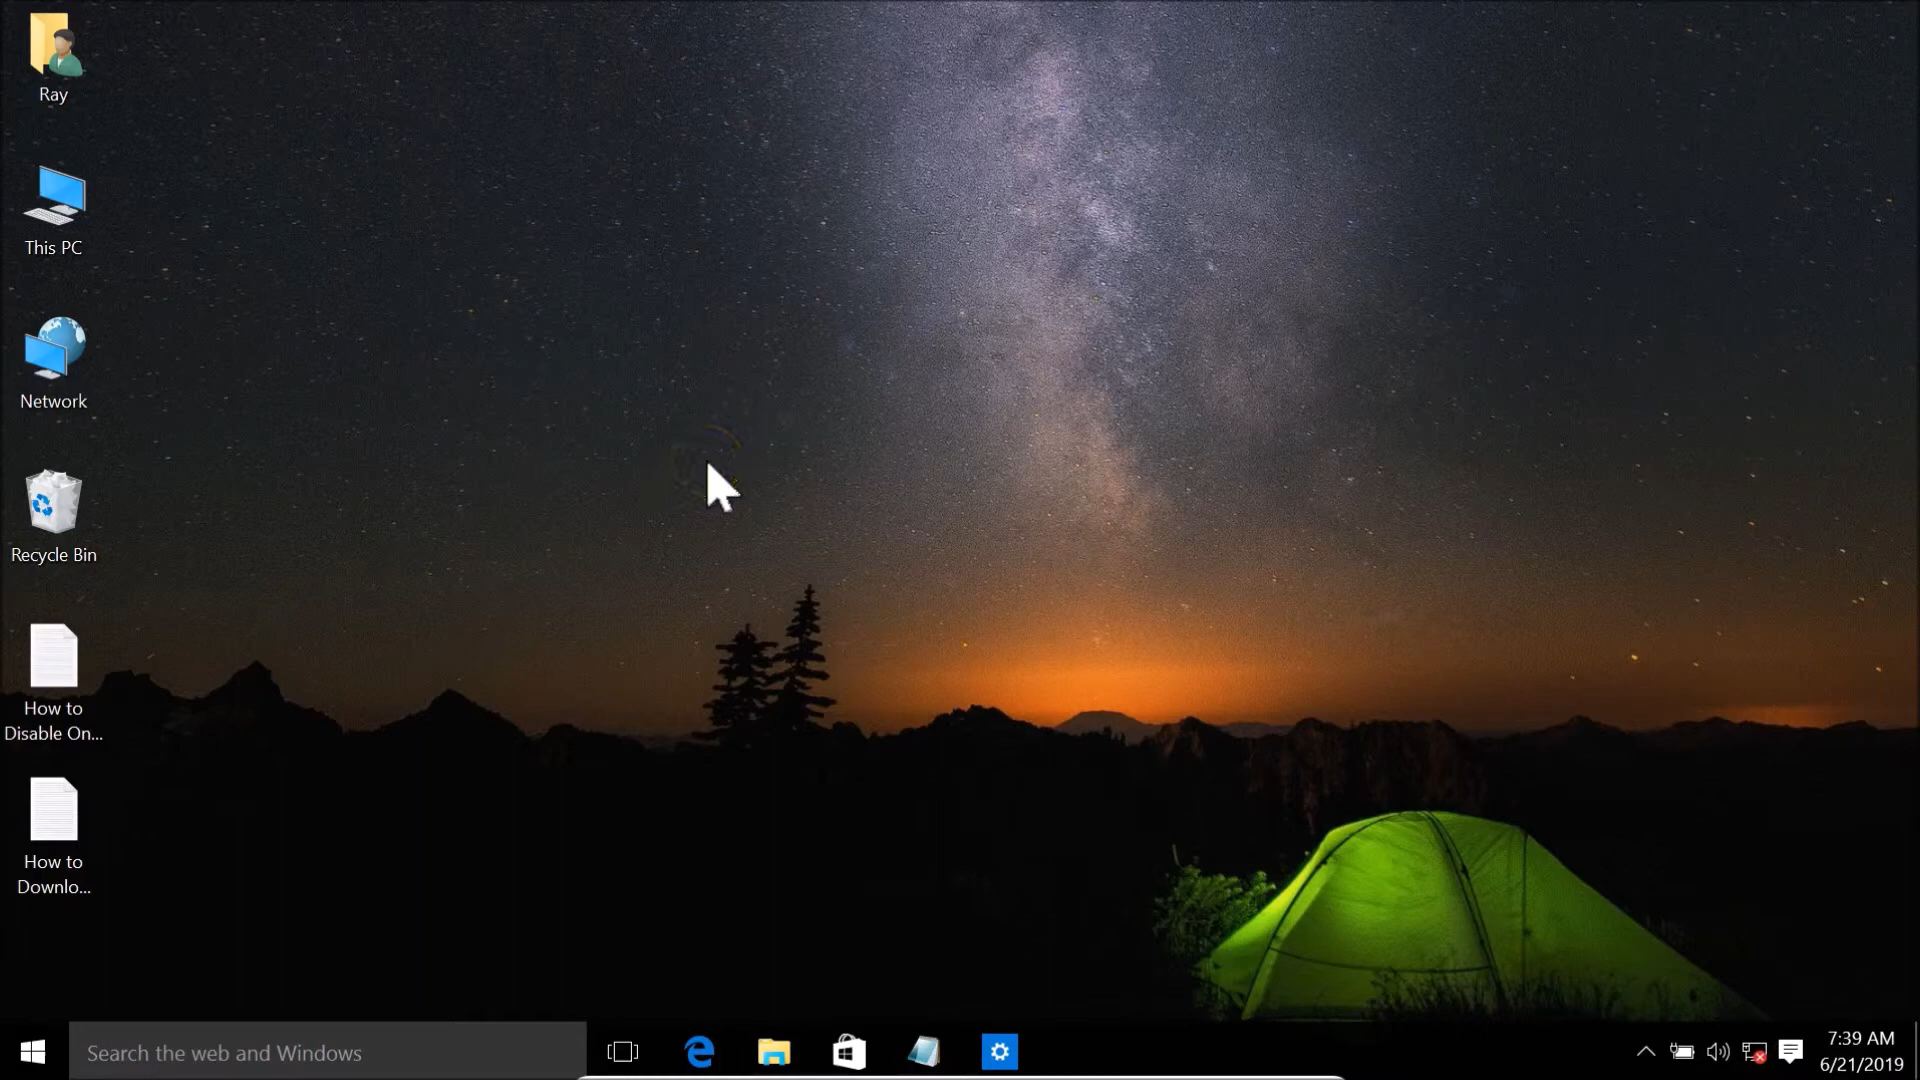 Ray
This PC
Network
Recycle Bin
How to
Disable On...
How to
Downlo...
Search the web and Windows
7:39 AM
6/21/2019